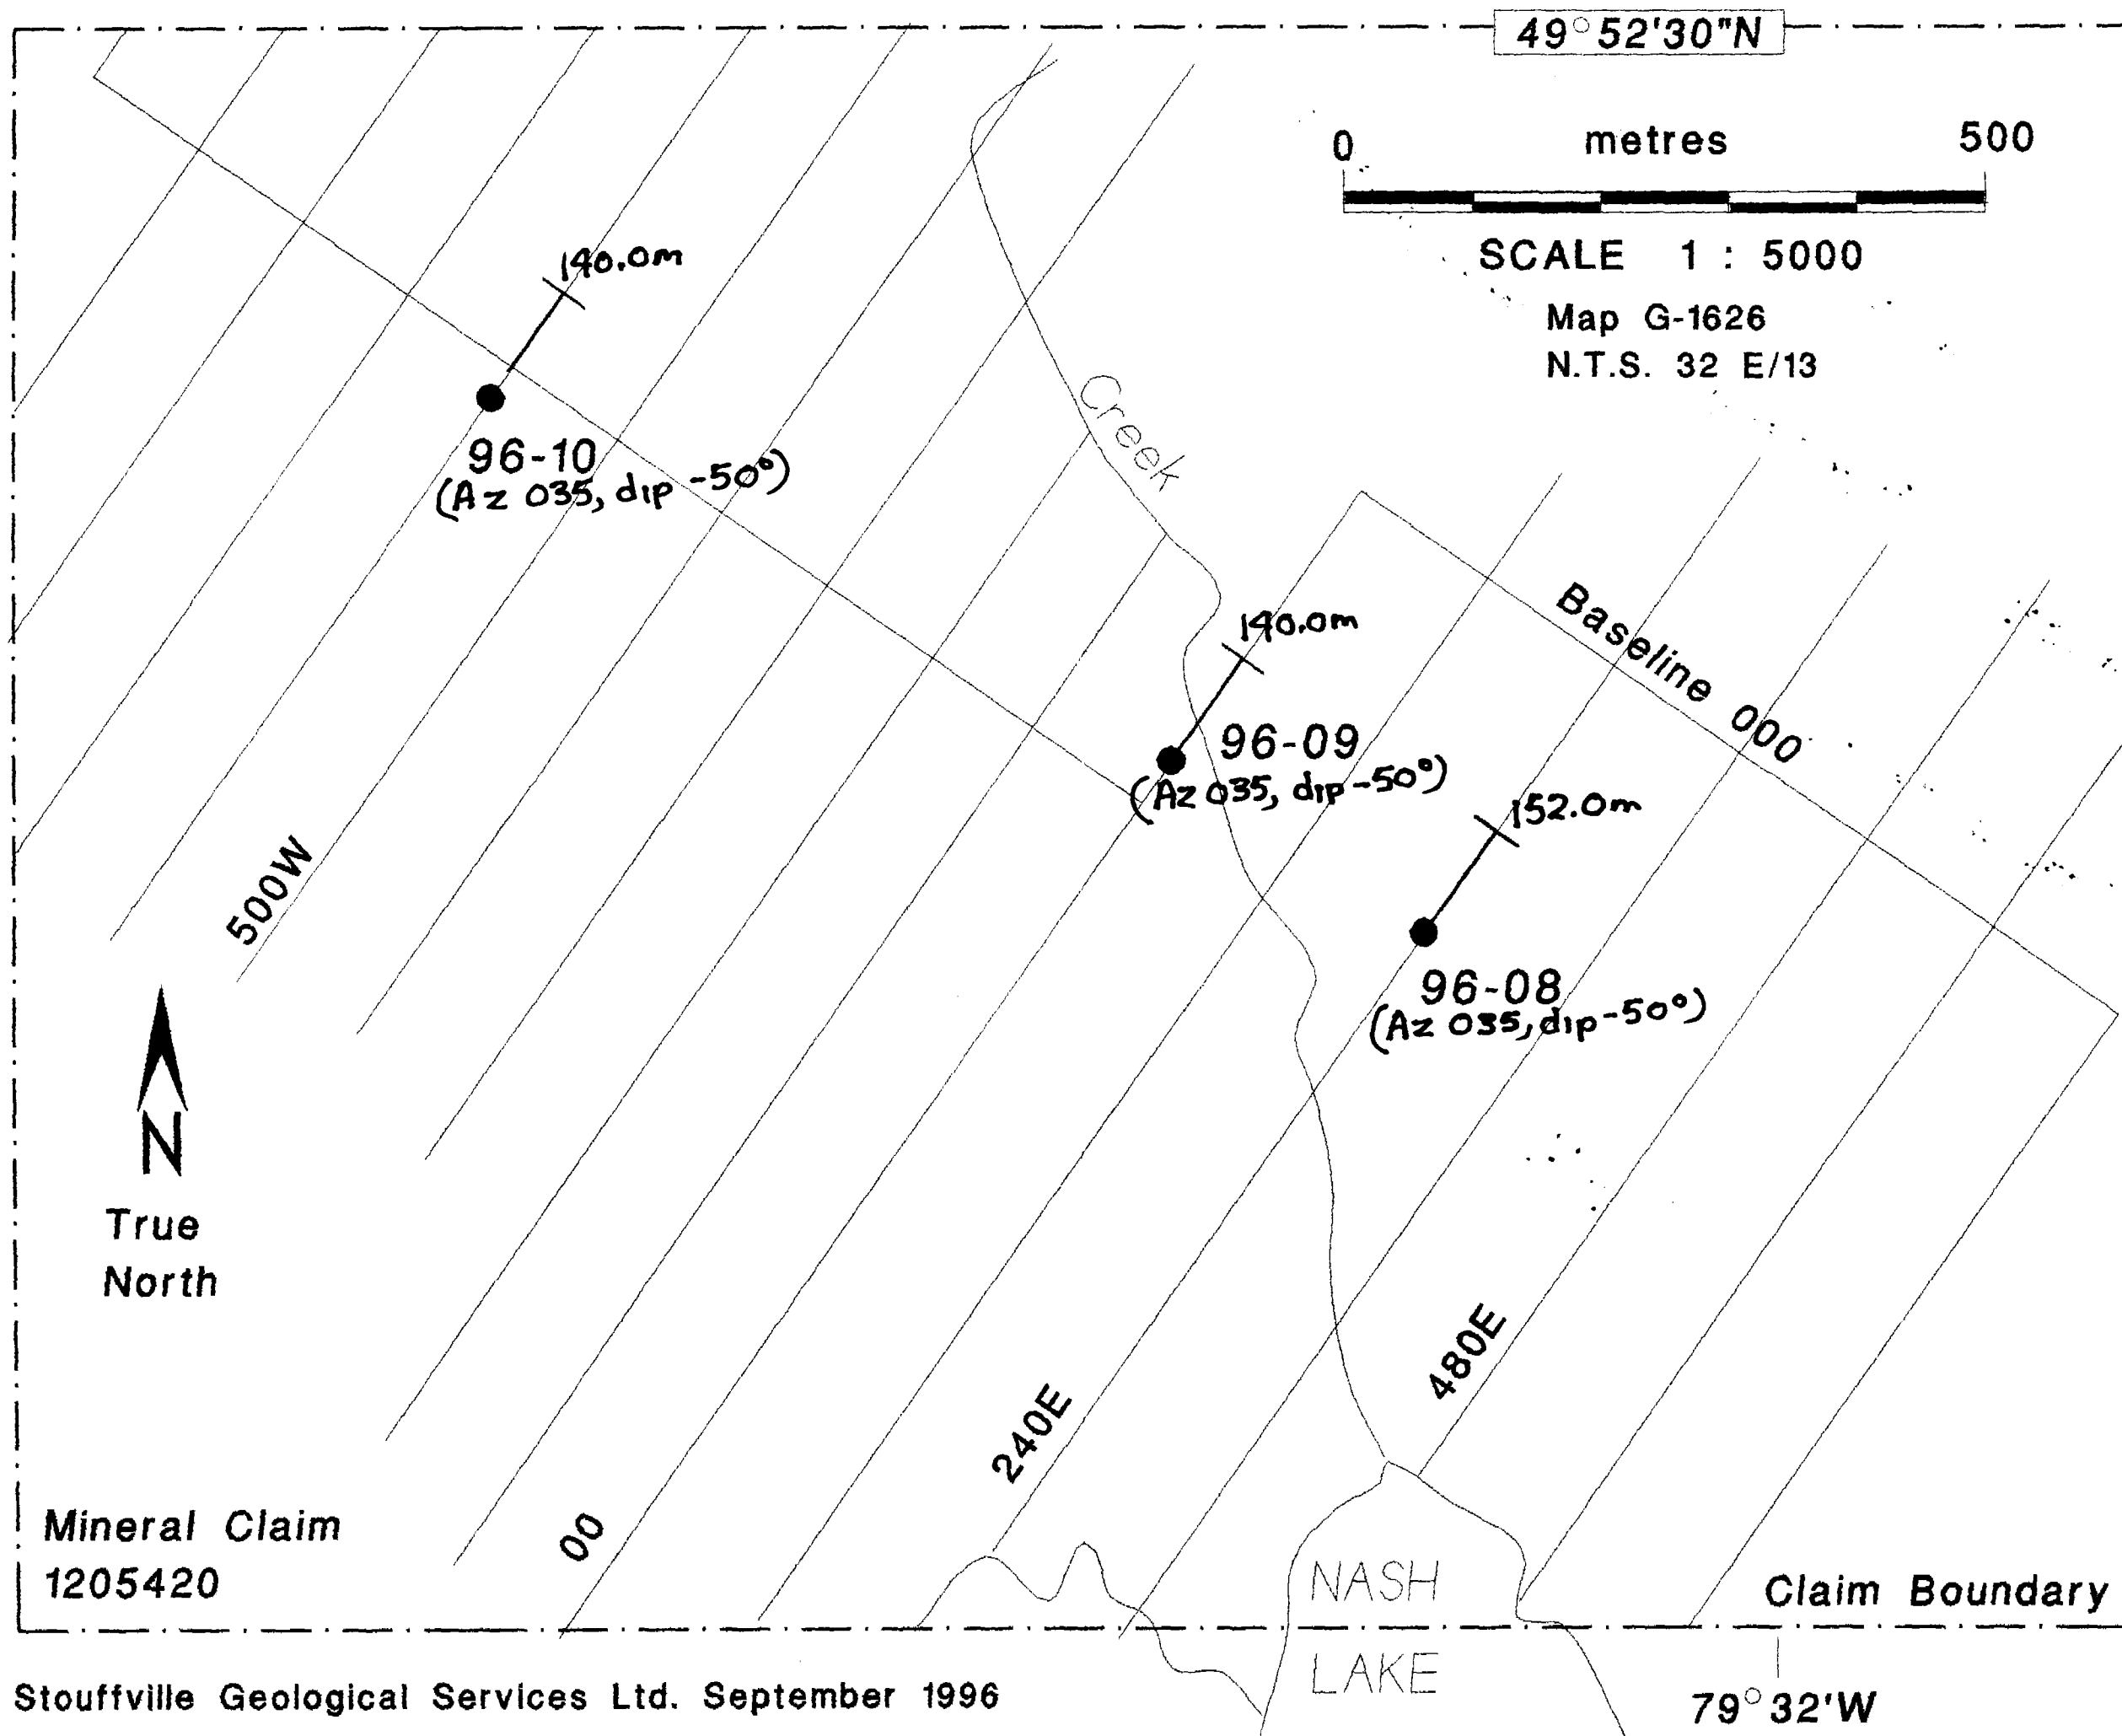 49°52'30"N
0 metres 500
SCALE 1 : 5000
Map G-1626
N.T.S. 32 E/13
140.0m
96-10
(Az 035, dip -50°)
Creek
Baseline 000
140.0m
96-09
(Az 035, dip -50°)
152.0m
96-08
(Az 035, dip -50°)
500W
N
True
North
240E
480E
00
Mineral Claim
1205420
NASH
LAKE
Claim Boundary
Stouffville Geological Services Ltd. September 1996
79°32'W